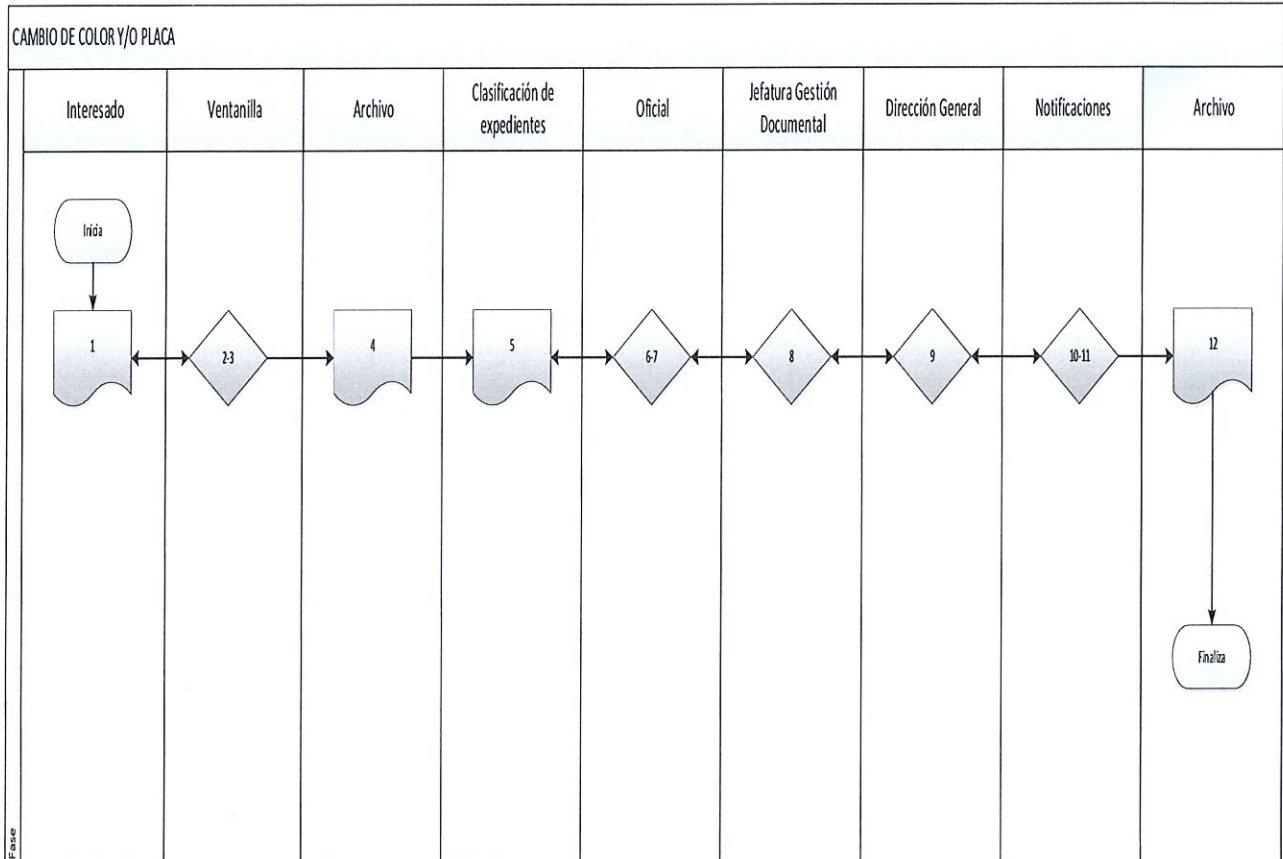 CAMBIO DE COLOR Y/O PLACA
Interesado
Ventanilla
Archivo
Clasificación de
expedientes
Oficial
Jefatura Gestión
Documental
Dirección General
Notificaciones
Archivo
Inicia
1
2-3
4
5
6-7
8
9
10-11
12
Finaliza
Fase